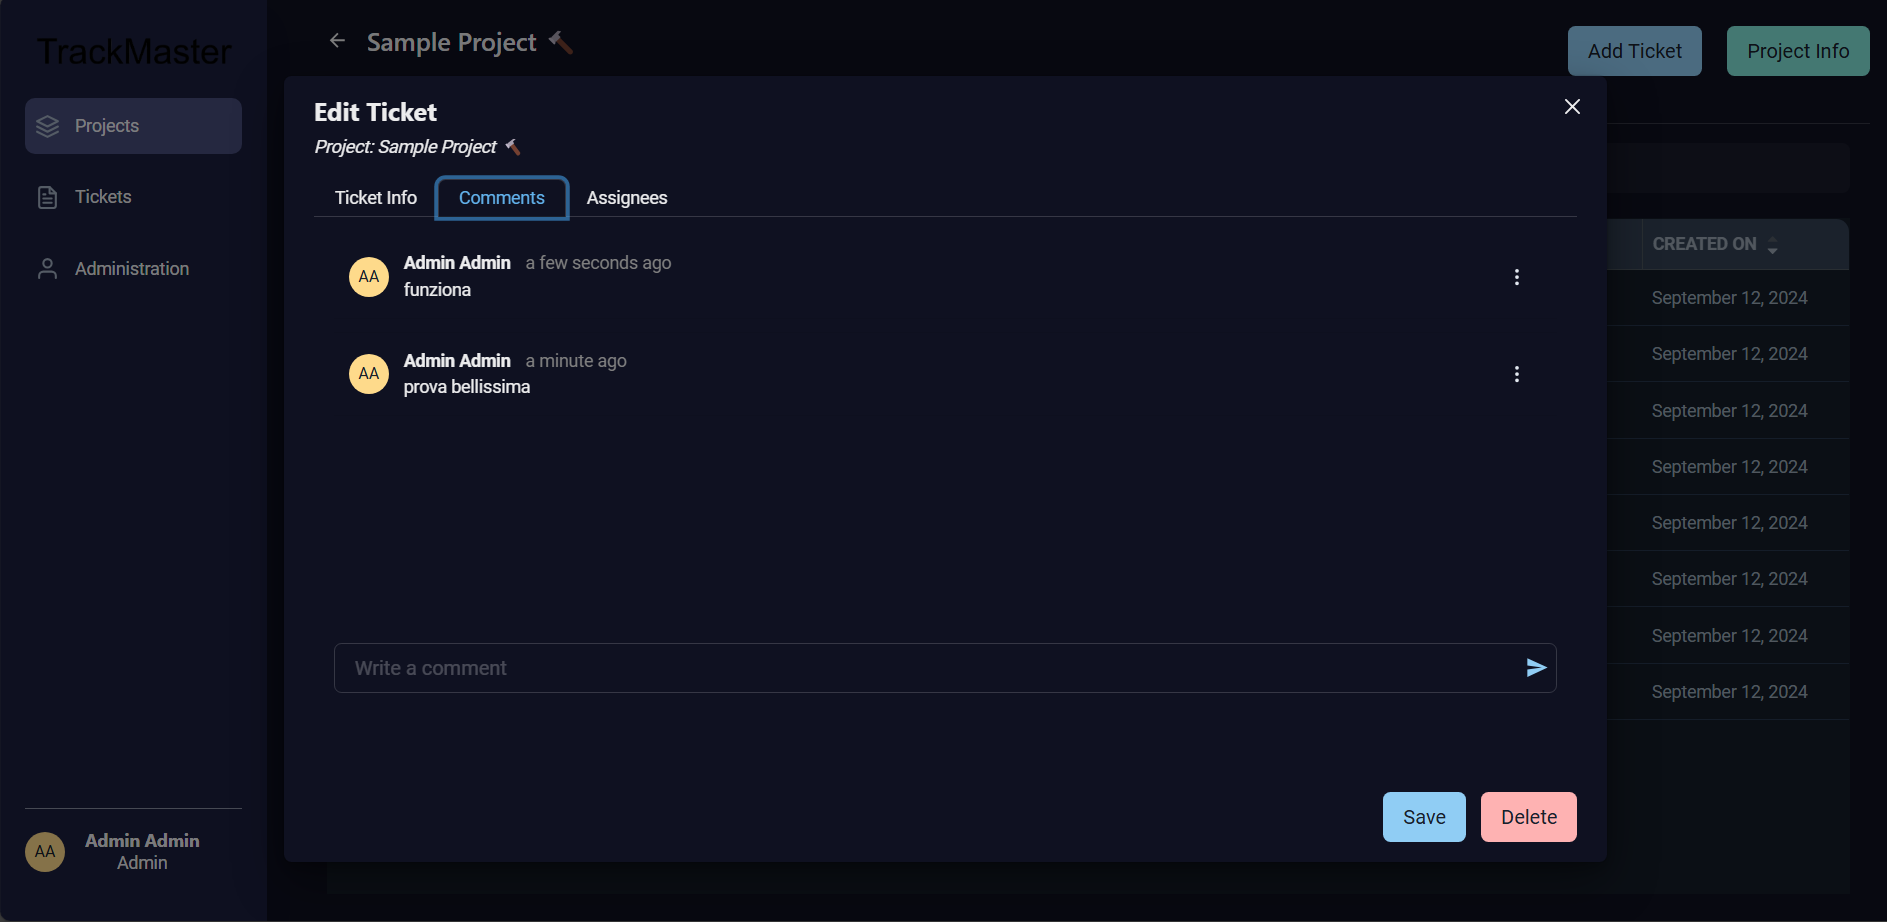 TrackMaster
Projects
Tickets
Administration
Admin Admin
Admin
AA
Sample Project
Add Ticket
Project Info
Edit Ticket
Project: Sample Project
Ticket Info
Comments
Assignees
AA
Admin Admin a few seconds ago
funziona
AA
Admin Admin a minute ago
prova bellissima
Write a comment
Save
Delete
CREATED ON
September 12, 2024
September 12, 2024
September 12, 2024
September 12, 2024
September 12, 2024
September 12, 2024
September 12, 2024
September 12, 2024